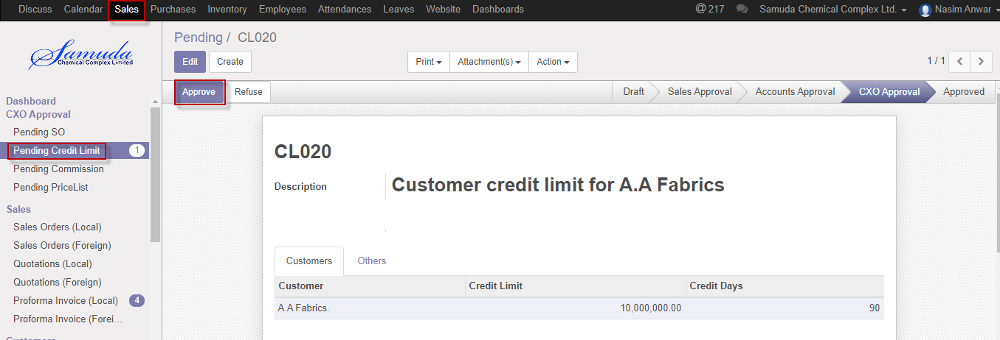 Discuss Calendar Sales Purchases Inventory Employees Attendances Leaves Website Dashboards @ 217 Samuda Chemical Complex Ltd. Nasim Anwar
Samuda
Chemical Complex Limited
Dashboard
CXO Approval
Pending SO
Pending Credit Limit 1
Pending Commission
Pending PriceList
Sales
Sales Orders (Local)
Sales Orders (Foreign)
Quotations (Local)
Quotations (Foreign)
Proforma Invoice (Local) 4
Proforma Invoice (Forei...
Pending / CL020
Edit Create Print Attachment(s) Action 1 / 1
Approve Refuse Draft Sales Approval Accounts Approval CXO Approval Approved
CL020
Description Customer credit limit for A.A Fabrics
Customers Others
Customer Credit Limit Credit Days
A.A Fabrics. 10,000,000.00 90